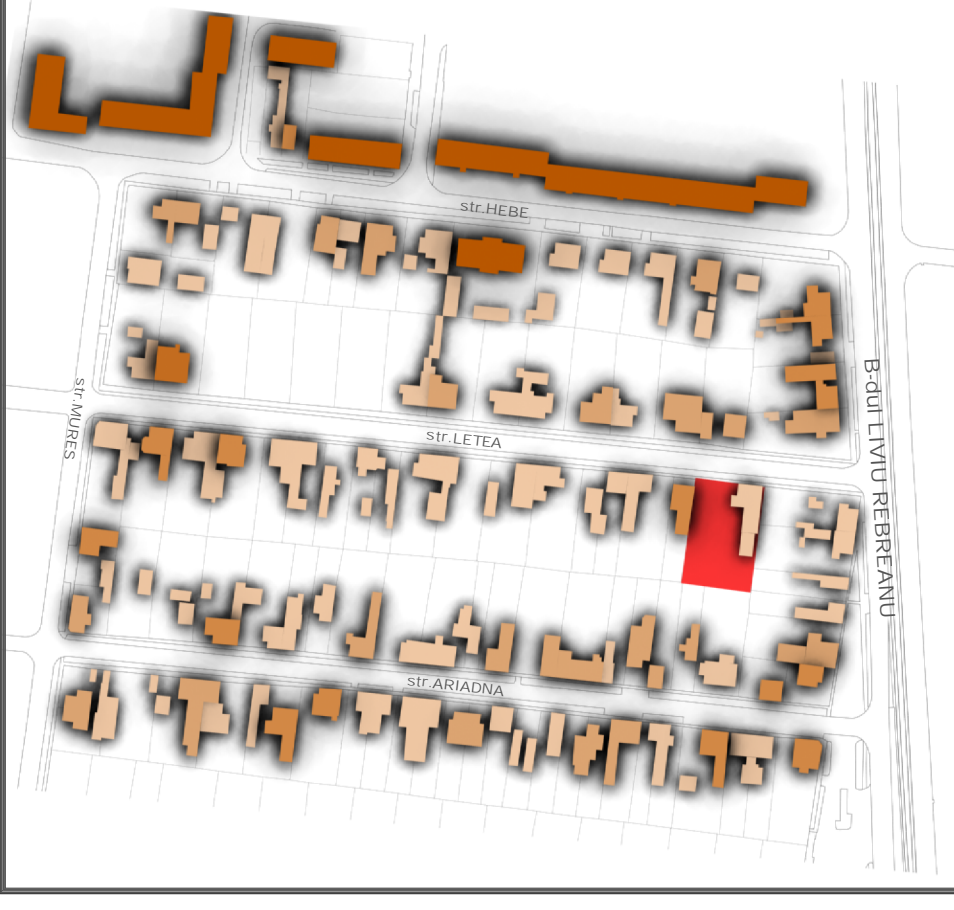 str.HEBE
str.MURES
str.LETEA
B-dul LIVIU REBREANU
str.ARIADNA